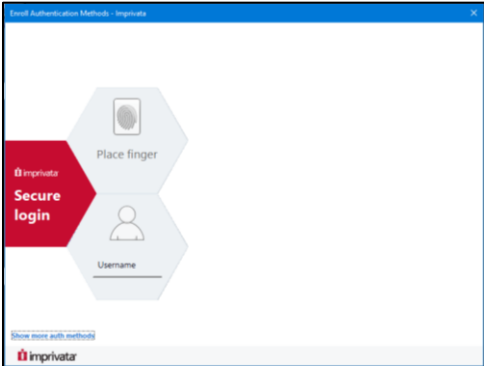 Enroll Authentication Methods - Imprivata
Place finger
imprivata
Secure
login
Username
Show more auth methods
imprivata